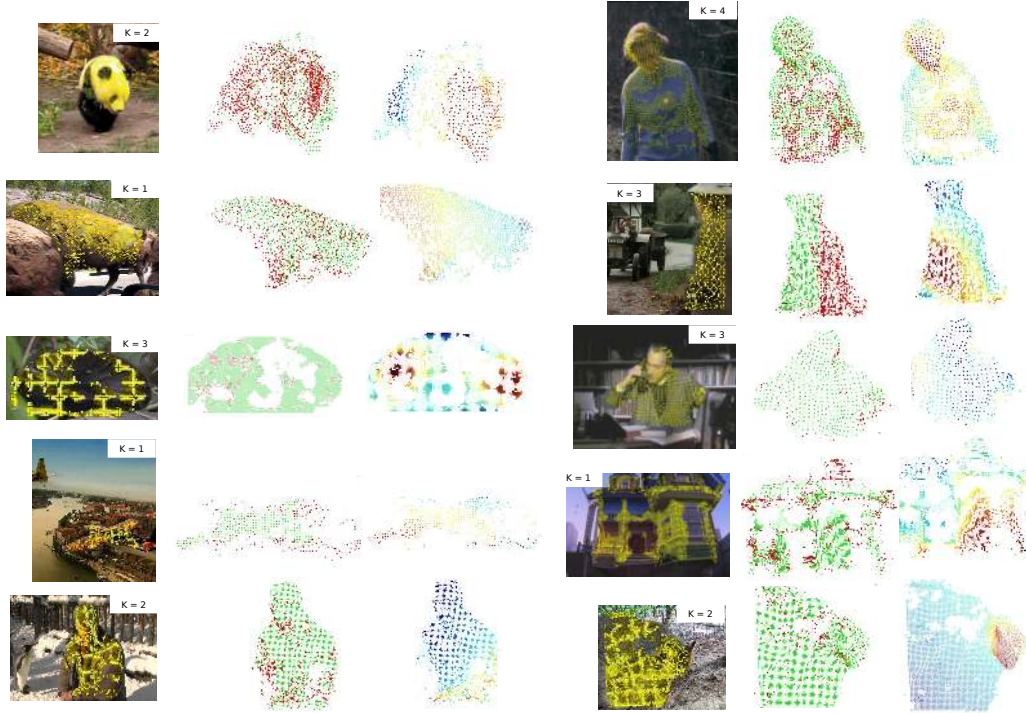 K = 2
K = 4
K = 1
K = 3
K = 3
K = 3
K = 1
K = 1
K = 2
K = 2